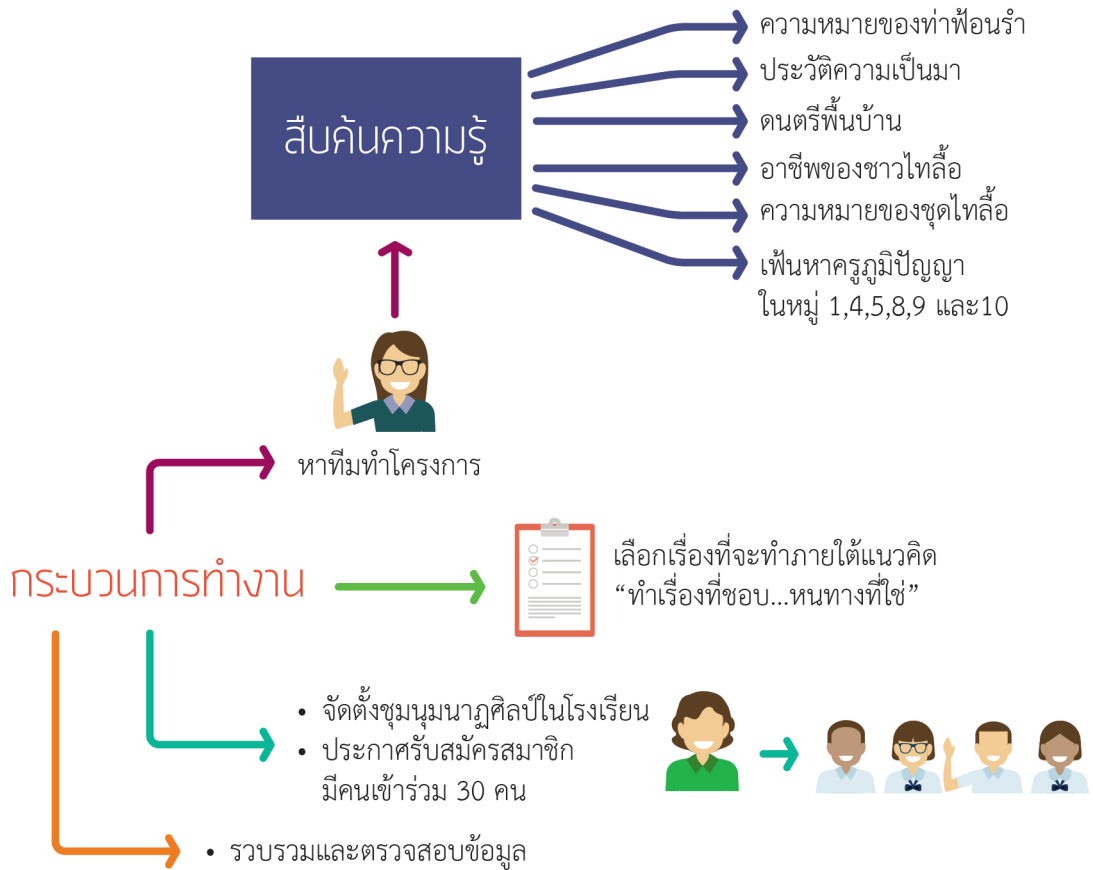 ความหมายของท่าฟ้อนรำ
ประวัติความเป็นมา
สืบค้นความรู้
ดนตรีพื้นบ้าน
อาชีพของชาวไทลื้อ
ความหมายของชุดไทลื้อ
เฟ้นหาครูภูมิปัญญา
ในหมู่ 1,4,5,8,9 และ10
หาทีมทำโครงการ
กระบวนการทำงาน
เลือกเรื่องที่จะทำภายใต้แนวคิด
“ทำเรื่องที่ชอบ...หนทางที่ใช่”
• จัดตั้งชุมนุมนาฏศิลป์ในโรงเรียน
• ประกาศรับสมัครสมาชิก
มีคนเข้าร่วม 30 คน
• รวบรวมและตรวจสอบข้อมูล